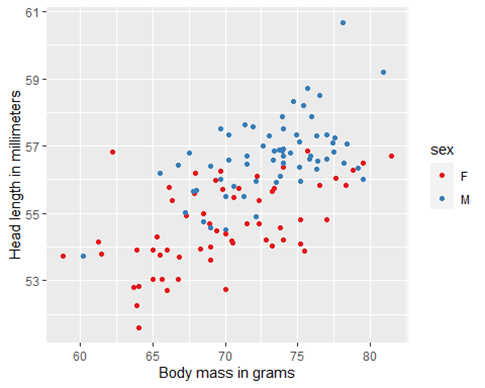 61
59
57
55
53
Head length in millimeters
60 65 70 75 80
Body mass in grams
sex
F
M